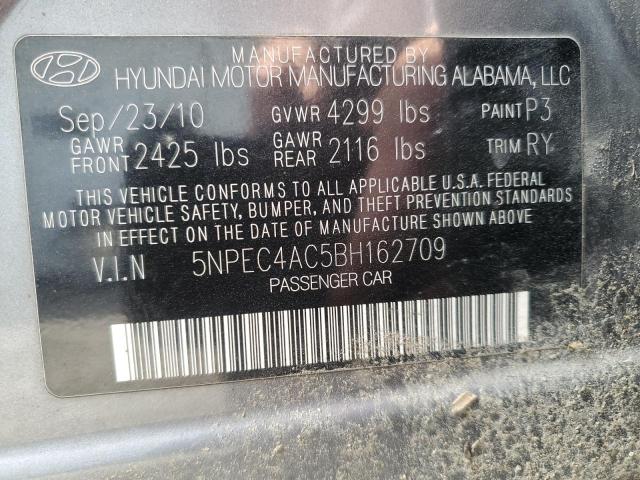 MANUFACTURED BY
HYUNDAI MOTOR MANUFACTURING ALABAMA, LLC
Sep/23/10 GVWR 4299 lbs PAINT P3
GAWR FRONT 2425 lbs GAWR REAR 2116 lbs TRIM RY
THIS VEHICLE CONFORMS TO ALL APPLICABLE U.S.A. FEDERAL
MOTOR VEHICLE SAFETY, BUMPER, AND THEFT PREVENTION STANDARDS
IN EFFECT ON THE DATE OF MANUFACTURE SHOWN ABOVE
V.I.N 5NPEC4AC5BH162709
PASSENGER CAR